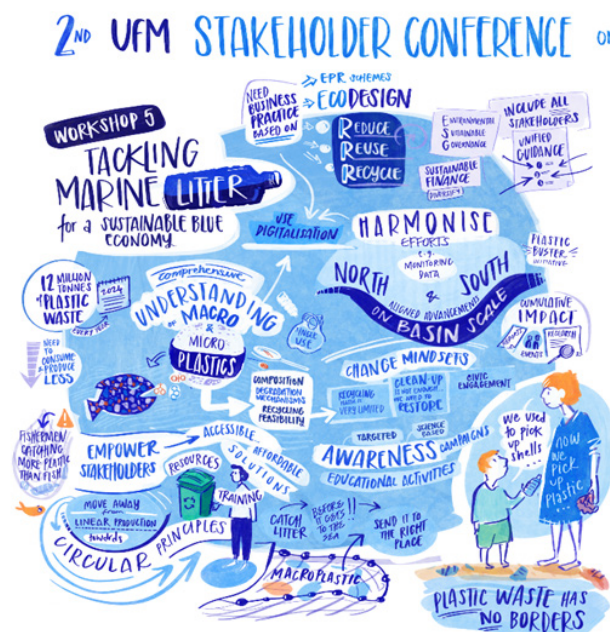 2ND UFM STAKEHOLDER CONFERENCE
WORKSHOP 5
TACKLING
MARINE LITTER
for a SUSTAINABLE BLUE
ECONOMY
NEED
BUSINESS
PRACTICE
BASED ON
EPR SCHEMES
ECODESIGN
REDUCE
REUSE
RECYCLE
ENVIRONMENTAL
SUSTAINABLE
GOVERNANCE
SUSTAINABLE
FINANCE
DIVERSIFY
INCLUDE ALL
STAKEHOLDERS
UNIFIED
GUIDANCE
USE
DIGITALISATION
HARMONISE
EFFORTS
e.g.
MONITORING
DATA
NORTH & SOUTH
ALIGNED ADVANCEMENTS
ON BASIN SCALE
PLASTIC
BUSTER
INITIATIVE
CUMULATIVE
IMPACT
EVENTS
RESEARCH
12 MILLION
TONNES
of PLASTIC
WASTE
2024
EVERY YEAR
NEED
TO
CONSUME
& PRODUCE
LESS
comprehensive
UNDERSTANDING
of MACRO
&
MICRO
PLASTICS
SINGLE
USE
COMPOSITION
DEGRADATION
MECHANISMS
RECYCLING
FEASIBILITY
CHANGE MINDSETS
RECYCLING
VERY LIMITED
CLEAN-UP
IS NOT ENOUGH
WE NEED TO
RESTORE
CIVIC
ENGAGEMENT
TARGETED
SCIENCE
BASED
AWARENESS CAMPAIGNS
EDUCATIONAL ACTIVITIES
FISHERMEN
CATCHING
MORE PLASTIC
THAN FISH
EMPOWER
STAKEHOLDERS
ACCESSIBLE
AFFORDABLE
SOLUTIONS
RESOURCES
TRAINING
MOVE AWAY
from
LINEAR PRODUCTION
towards
CIRCULAR PRINCIPLES
CATCH
LITTER
BEFORE
IT GOES
TO THE
SEA
!!
SEND IT TO
THE RIGHT
PLACE
MACROPLASTIC
We used
to pick
up
shells
now
we
pick
up
Plastic
...
PLASTIC WASTE HAS
NO BORDERS